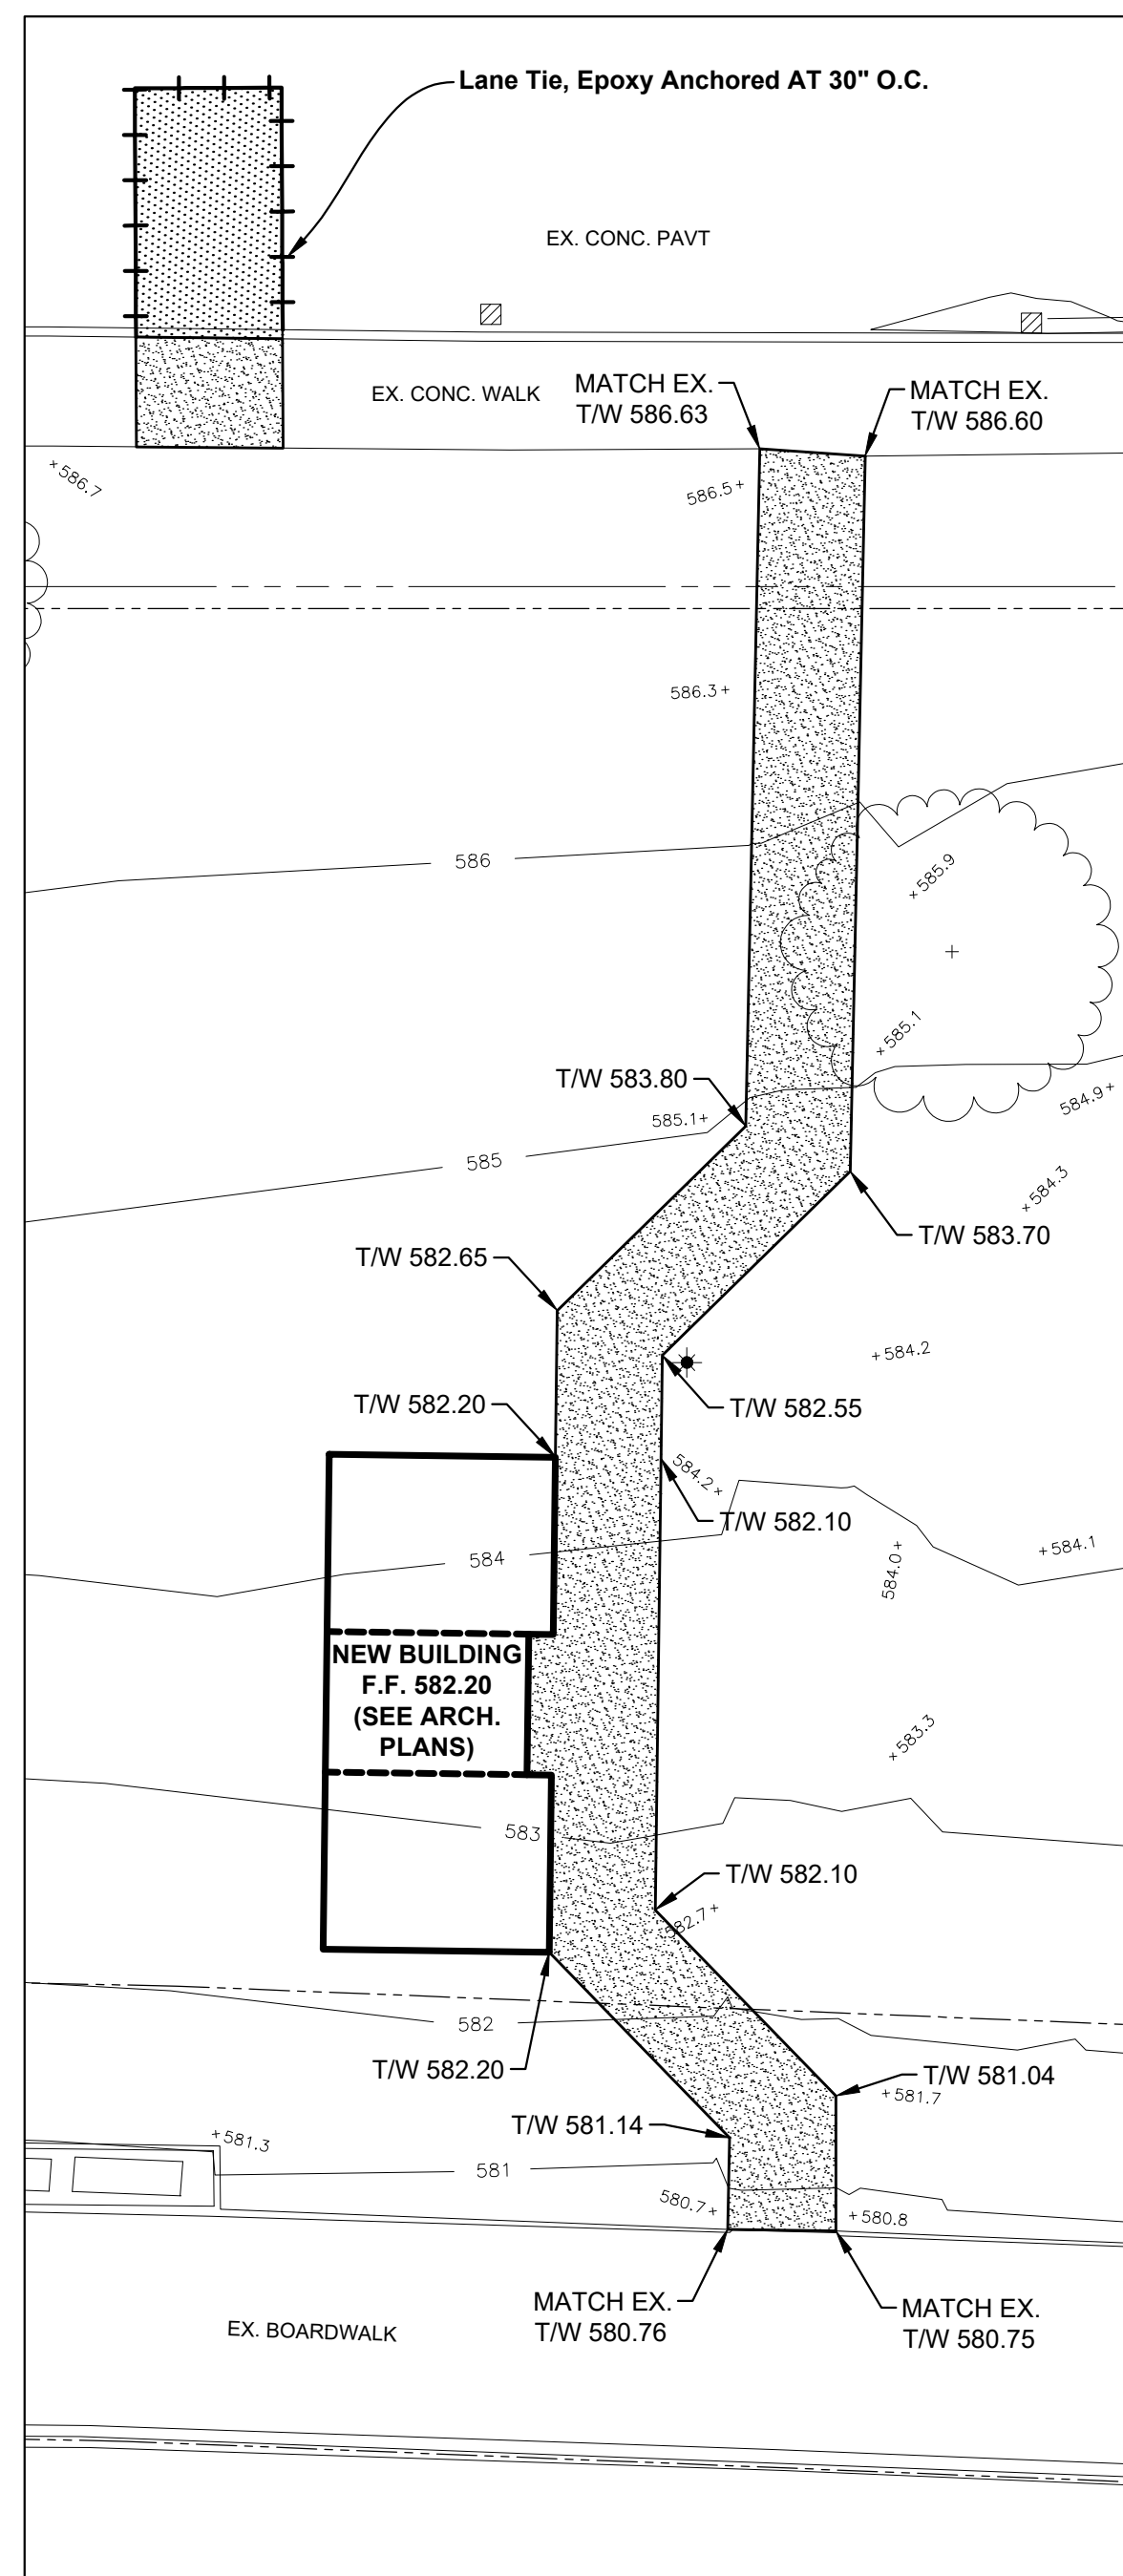 Lane Tie, Epoxy Anchored AT 30" O.C.
EX. CONC. PAVT
EX. CONC. WALK
MATCH EX.
T/W 586.63
MATCH EX.
T/W 586.60
586.7
586.5
586.3
586
585.9
585.1
T/W 583.80
585.1
584.9
585
584.3
T/W 583.70
T/W 582.65
584.2
T/W 582.20
T/W 582.55
584.2
T/W 582.10
584
584.0
584.1
NEW BUILDING
F.F. 582.20
(SEE ARCH.
PLANS)
583.3
583
T/W 582.10
582.7
582
T/W 582.20
T/W 581.04
581.7
T/W 581.14
581.3
581
580.7
580.8
MATCH EX.
T/W 580.76
MATCH EX.
T/W 580.75
EX. BOARDWALK